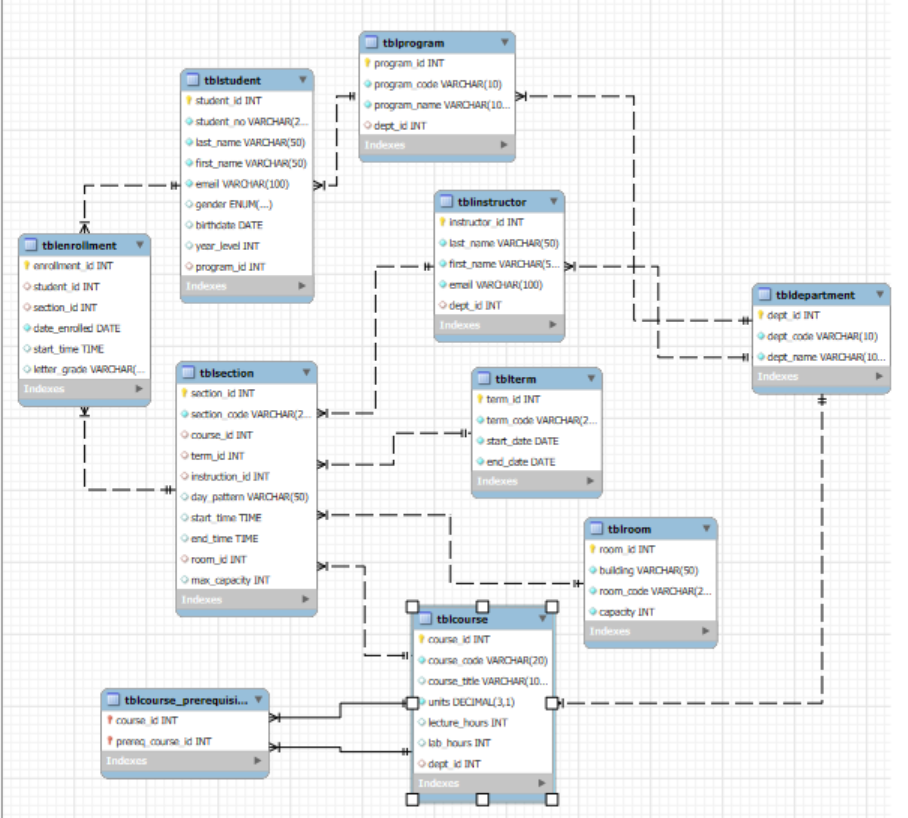 tblprogram
program_id INT
program_code VARCHAR(10)
program_name VARCHAR(10...
dept_id INT
Indexes
tblstudent
student_id INT
student_no VARCHAR(2...
last_name VARCHAR(50)
first_name VARCHAR(50)
email VARCHAR(100)
gender ENUM(...)
birthdate DATE
year_level INT
program_id INT
Indexes
tblinstructor
instructor_id INT
last_name VARCHAR(50)
first_name VARCHAR(5...
email VARCHAR(100)
dept_id INT
Indexes
tblenrollment
enrollment_id INT
student_id INT
section_id INT
date_enrolled DATE
start_time TIME
letter_grade VARCHAR(...
Indexes
tbldepartment
dept_id INT
dept_code VARCHAR(10)
dept_name VARCHAR(10...
Indexes
tblsection
section_id INT
section_code VARCHAR(2...
course_id INT
term_id INT
instruction_id INT
day_pattern VARCHAR(50)
start_time TIME
end_time TIME
room_id INT
max_capacity INT
Indexes
tblterm
term_id INT
term_code VARCHAR(2...
start_date DATE
end_date DATE
Indexes
tblroom
room_id INT
building VARCHAR(50)
room_code VARCHAR(2...
capacity INT
Indexes
tblcourse
course_id INT
course_code VARCHAR(20)
course_title VARCHAR(10...
units DECIMAL(3,1)
lecture_hours INT
lab_hours INT
dept_id INT
Indexes
tblcourse_prerequisi...
course_id INT
prereq_course_id INT
Indexes